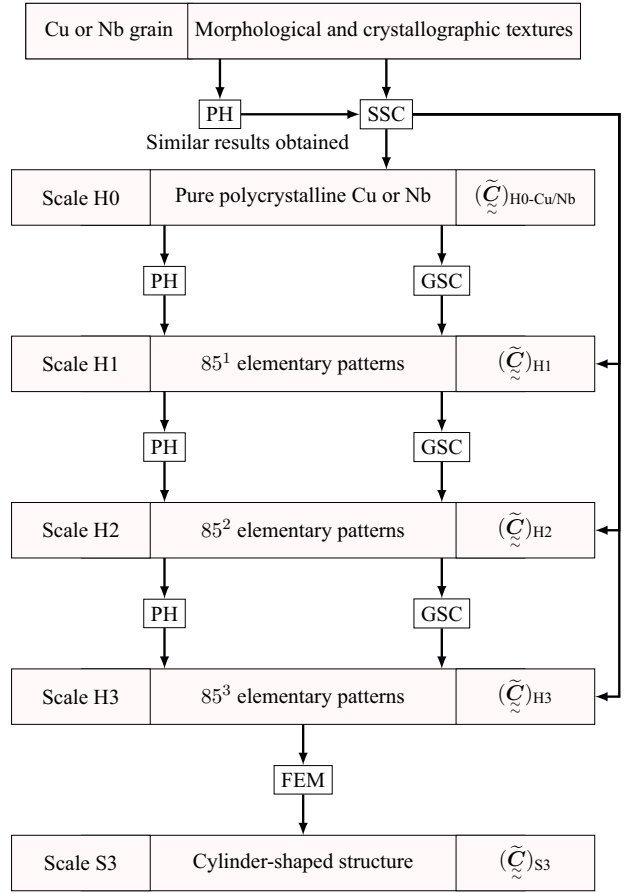 Cu or Nb grain Morphological and crystallographic textures
PH SSC
Similar results obtained
Scale H0 Pure polycrystalline Cu or Nb (C̃)H0-Cu/Nb
PH GSC
Scale H1 85¹ elementary patterns (C̃)H1
PH GSC
Scale H2 85² elementary patterns (C̃)H2
PH GSC
Scale H3 85³ elementary patterns (C̃)H3
FEM
Scale S3 Cylinder-shaped structure (C̃)S3